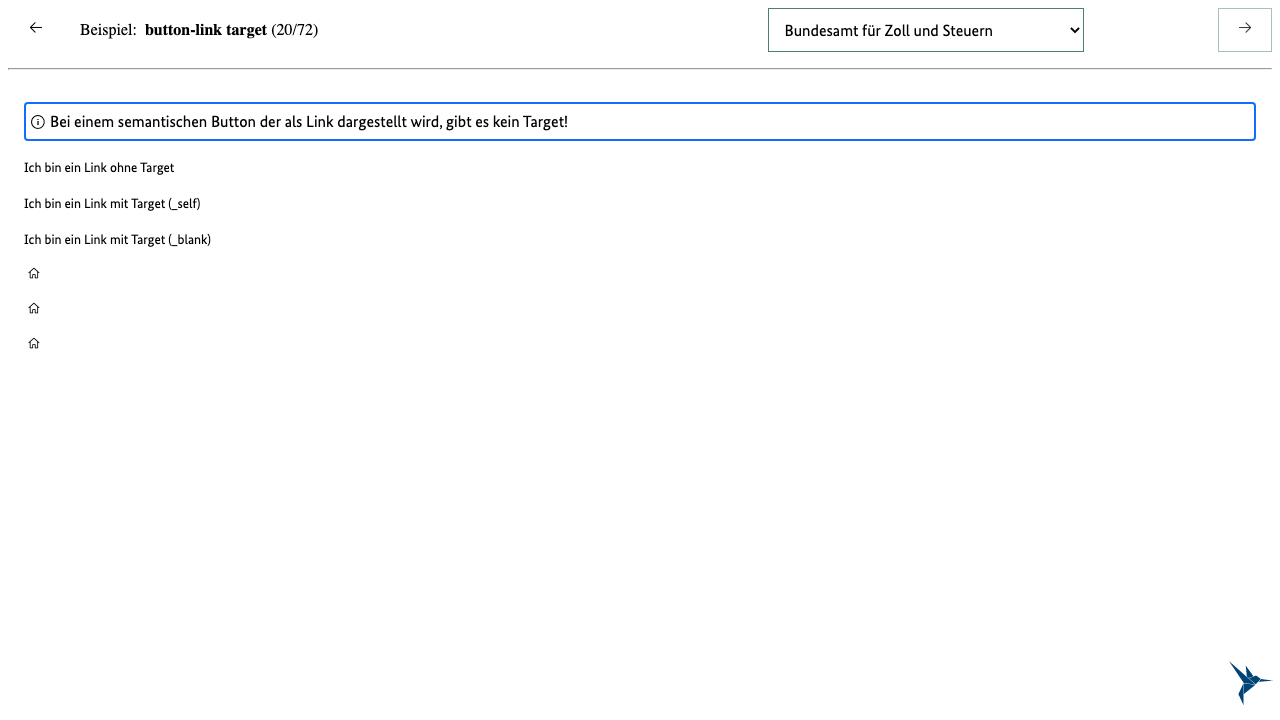 Beispiel: button-link target (20/72)
Bundesamt für Zoll und Steuern
Bei einem semantischen Button der als Link dargestellt wird, gibt es kein Target!
Ich bin ein Link ohne Target
Ich bin ein Link mit Target (_self)
Ich bin ein Link mit Target (_blank)